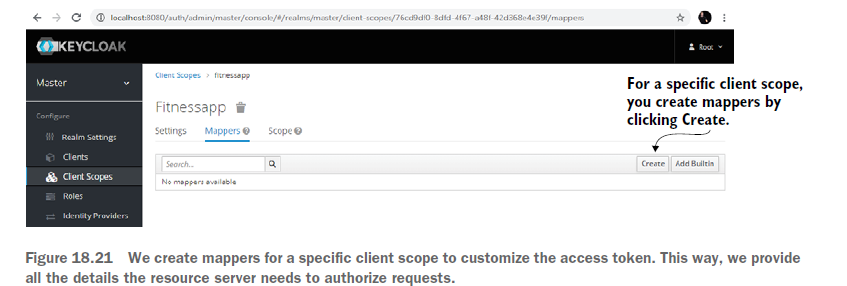 localhost:8080/auth/admin/master/console/#/realms/master/client-scopes/76cd9df0-8dfd-4f67-a48f-42d368e4e39f/mappers
KEYCLOAK
Root
Master
Client Scopes > fitnessapp
For a specific client scope,
you create mappers by
clicking Create.
Fitnessapp
Configure
Settings Mappers Scope
Realm Settings
Clients
Search...
Create Add Builtin
Client Scopes
No mappers available
Roles
Identity Providers
Figure 18.21 We create mappers for a specific client scope to customize the access token. This way, we provide
all the details the resource server needs to authorize requests.